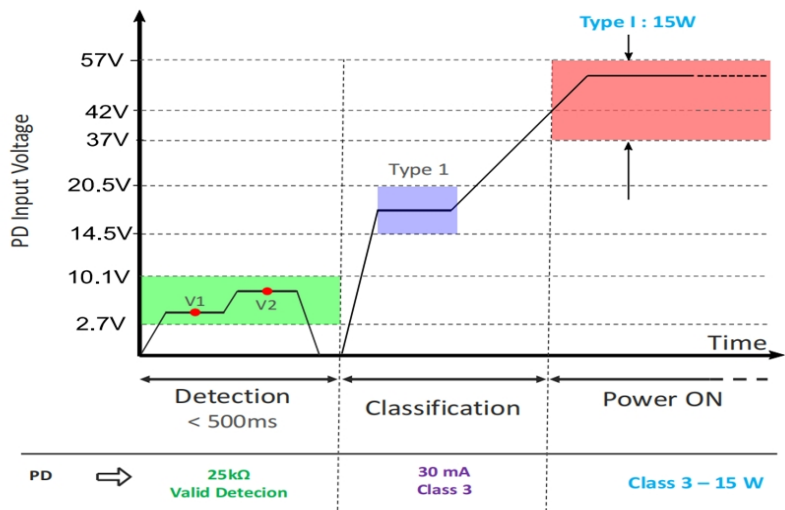 Type I : 15W
57V
42V
37V
20.5V
14.5V
10.1V
2.7V
PD Input Voltage
Type 1
V1
V2
Time
Detection
< 500ms
Classification
Power ON
PD
25kΩ
Valid Detecion
30 mA
Class 3
Class 3 – 15 W